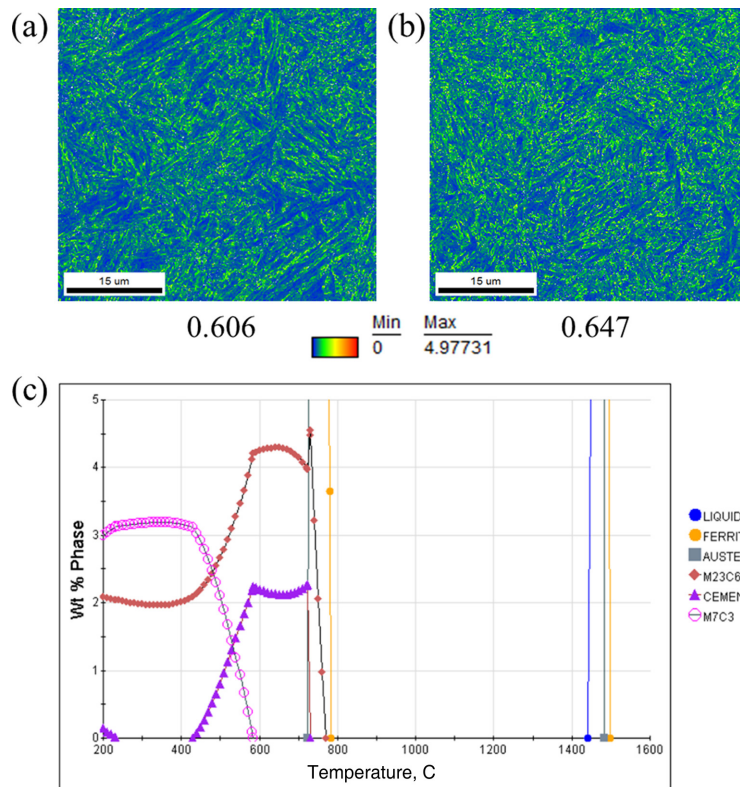 (a)
(b)
15 um
15 um
0.606
Min Max
0 4.97731
0.647
(c)
5
4
3
2
1
0
Wt % Phase
200 400 600 800 1000 1200 1400 1600
Temperature, C
LIQUID
FERRIT
AUSTE
M23C6
CEMEN
M7C3